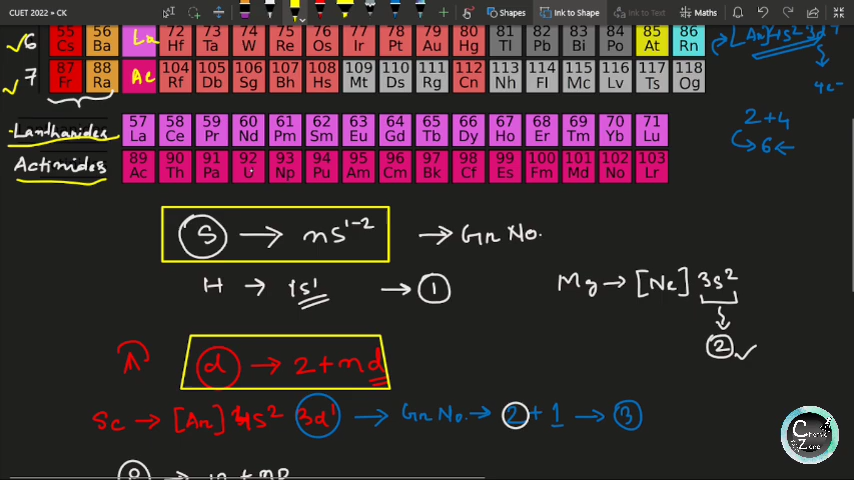 CUET 2022 > CK
Shapes
Ink to Shape
Ink to Text
Maths
6 55 56 La 72 73 74 75 76 77 78 79 80 81 82 83 84 85 86
Cs Ba Hf Ta W Re Os Ir Pt Au Hg Tl Pb Bi Po At Rn
7 87 88 Ac 104 105 106 107 108 109 110 111 112 113 114 115 116 117 118
Fr Ra Rf Db Sg Bh Hs Mt Ds Rg Cn Nh Fl Mc Lv Ts Og
4e-
2+4
6
Lanthanides 57 58 59 60 61 62 63 64 65 66 67 68 69 70 71
La Ce Pr Nd Pm Sm Eu Gd Tb Dy Ho Er Tm Yb Lu
Actinides 89 90 91 92 93 94 95 96 97 98 99 100 101 102 103
Ac Th Pa U Np Pu Am Cm Bk Cf Es Fm Md No Lr
S → ns¹⁻² → Gr No.
H → 1s¹ → 1
Mg → [Ne] 3s²
2 ✓
d → 2 + nd
Sc → [Ar] 4s² 3d¹ → Gr No. → 2 + 1 → 3